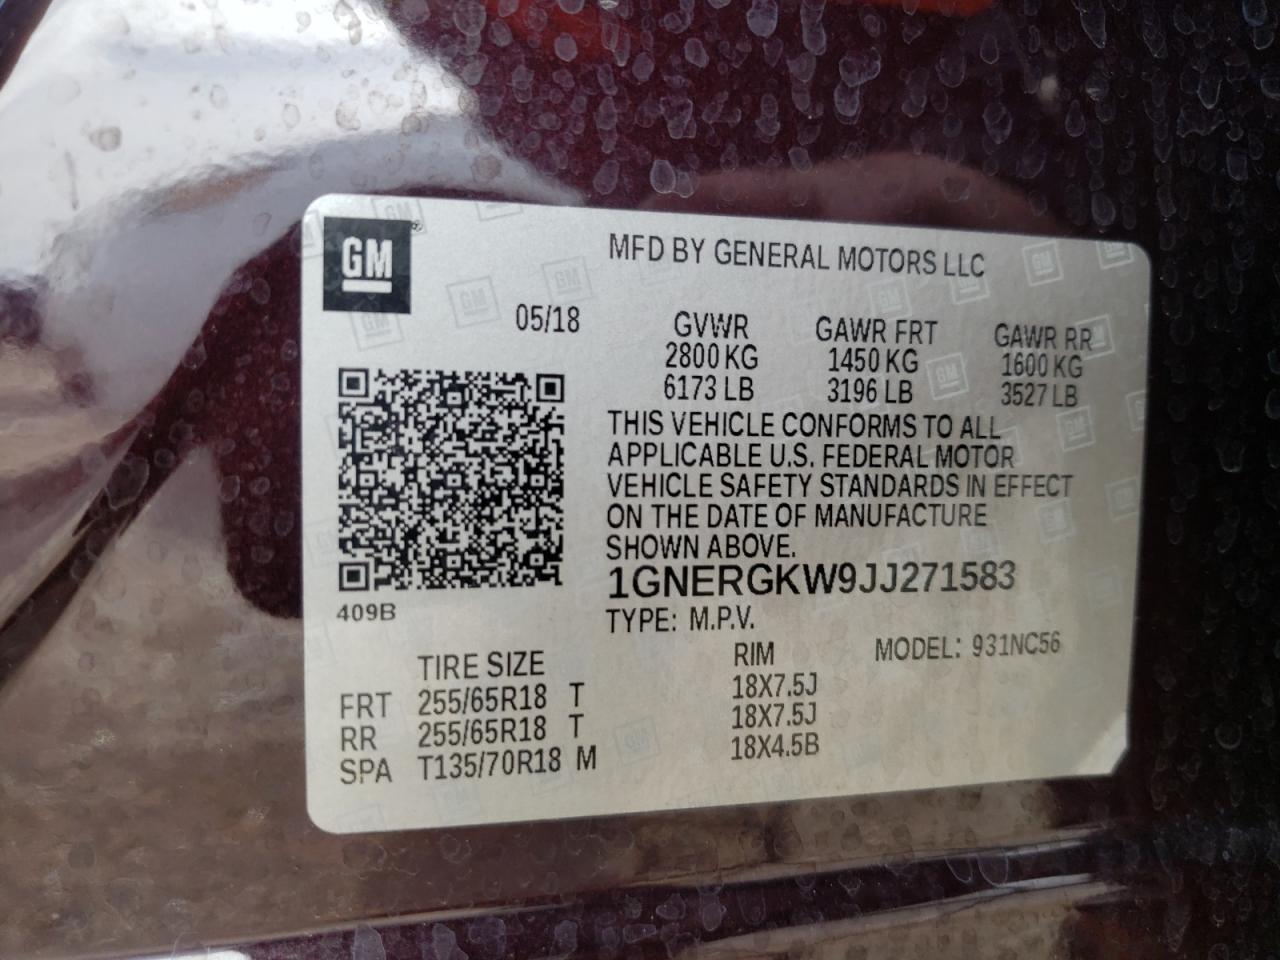 GM
MFD BY GENERAL MOTORS LLC
05/18
GVWR GAWR FRT GAWR RR
2800 KG 1450 KG 1600 KG
6173 LB 3196 LB 3527 LB
THIS VEHICLE CONFORMS TO ALL
APPLICABLE U.S. FEDERAL MOTOR
VEHICLE SAFETY STANDARDS IN EFFECT
ON THE DATE OF MANUFACTURE
SHOWN ABOVE.
1GNERGKW9JJ271583
409B
TYPE: M.P.V.
TIRE SIZE RIM MODEL: 931NC56
FRT 255/65R18 T 18X7.5J
RR 255/65R18 T 18X7.5J
SPA T135/70R18 M 18X4.5B